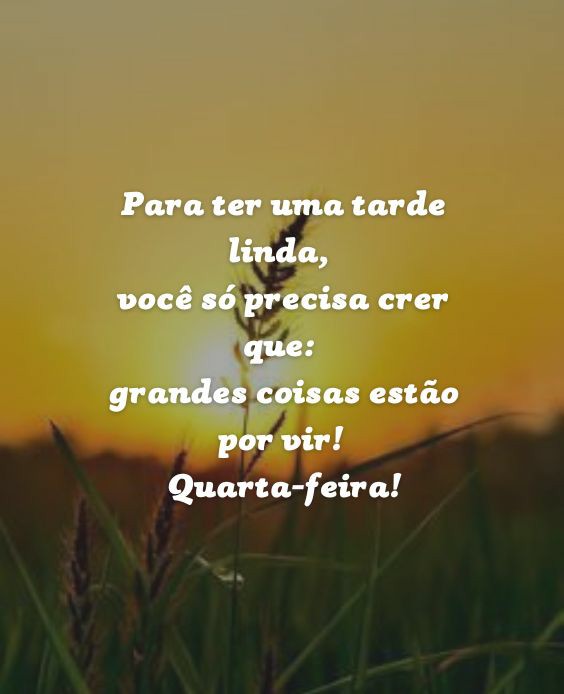 Para ter uma tarde
linda,
você só precisa crer
que:
grandes coisas estão
por vir!
Quarta-feira!